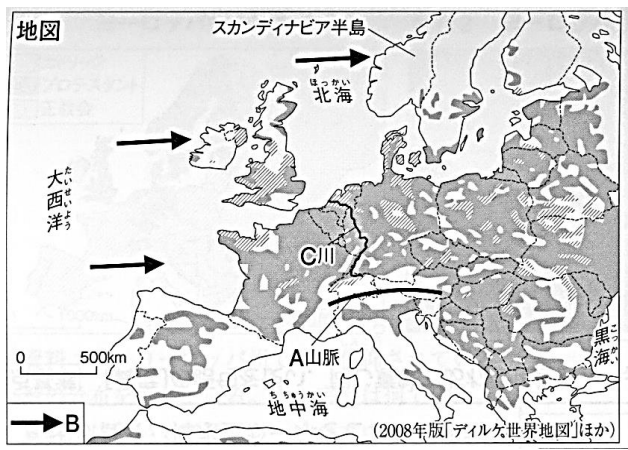 地図
スカンディナビア半島
ほっかい
北海
たいせいよう
大西洋
C川
A山脈
0 500km
こっかい
黒海
ちちゅうかい
地中海
B
(2008年版「ディルケ世界地図」ほか)